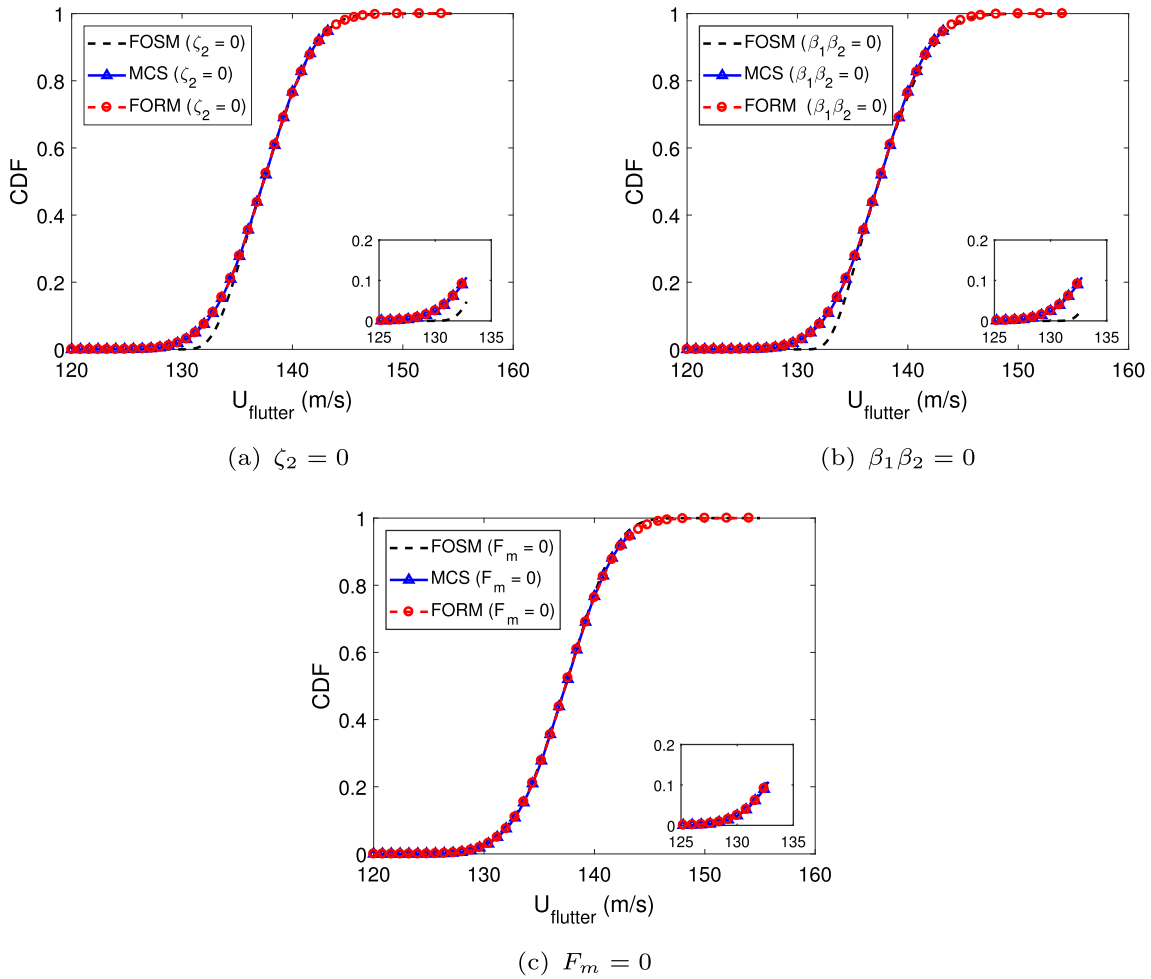 1
0.8
0.6
0.4
0.2
0
CDF
FOSM (ζ₂ = 0)
MCS (ζ₂ = 0)
FORM (ζ₂ = 0)
0.2
0.1
0
125 130 135
120 130 140 150 160
U_flutter (m/s)
(a) ζ₂ = 0
1
0.8
0.6
0.4
0.2
0
CDF
FOSM (β₁β₂ = 0)
MCS (β₁β₂ = 0)
FORM (β₁β₂ = 0)
0.2
0.1
0
125 130 135
120 130 140 150 160
U_flutter (m/s)
(b) β₁β₂ = 0
1
0.8
0.6
0.4
0.2
0
CDF
FOSM (F_m = 0)
MCS (F_m = 0)
FORM (F_m = 0)
0.2
0.1
0
125 130 135
120 130 140 150 160
U_flutter (m/s)
(c) F_m = 0